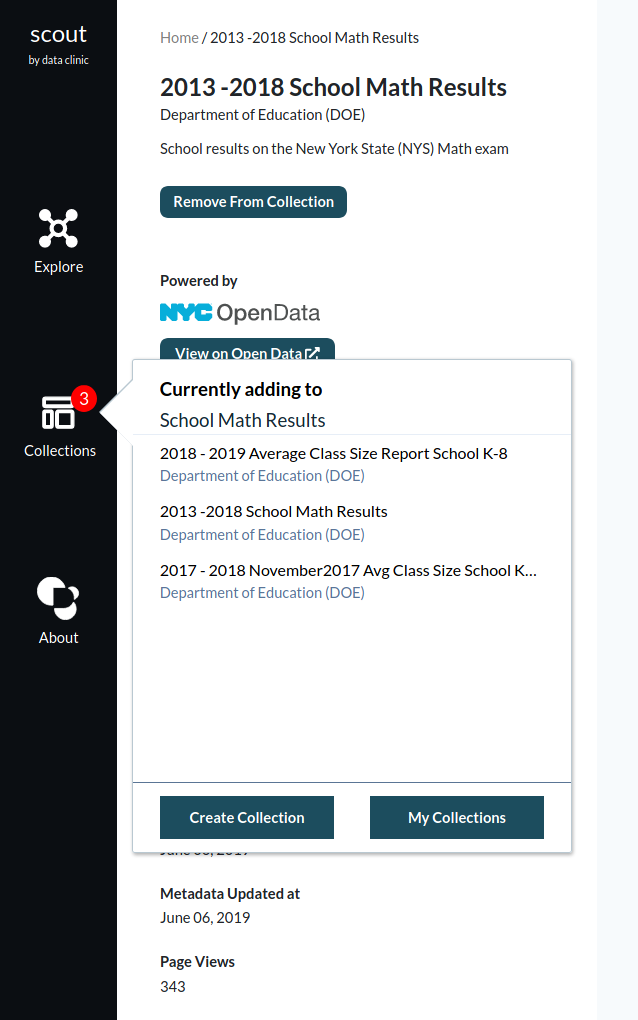 scout
by data clinic
Explore
3
Collections
About
Home / 2013 -2018 School Math Results
2013 -2018 School Math Results
Department of Education (DOE)
School results on the New York State (NYS) Math exam
Remove From Collection
Powered by
NYC OpenData
View on Open Data
Currently adding to
School Math Results
2018 - 2019 Average Class Size Report School K-8
Department of Education (DOE)
2013 -2018 School Math Results
Department of Education (DOE)
2017 - 2018 November2017 Avg Class Size School K...
Department of Education (DOE)
Create Collection
My Collections
Metadata Updated at
June 06, 2019
Page Views
343